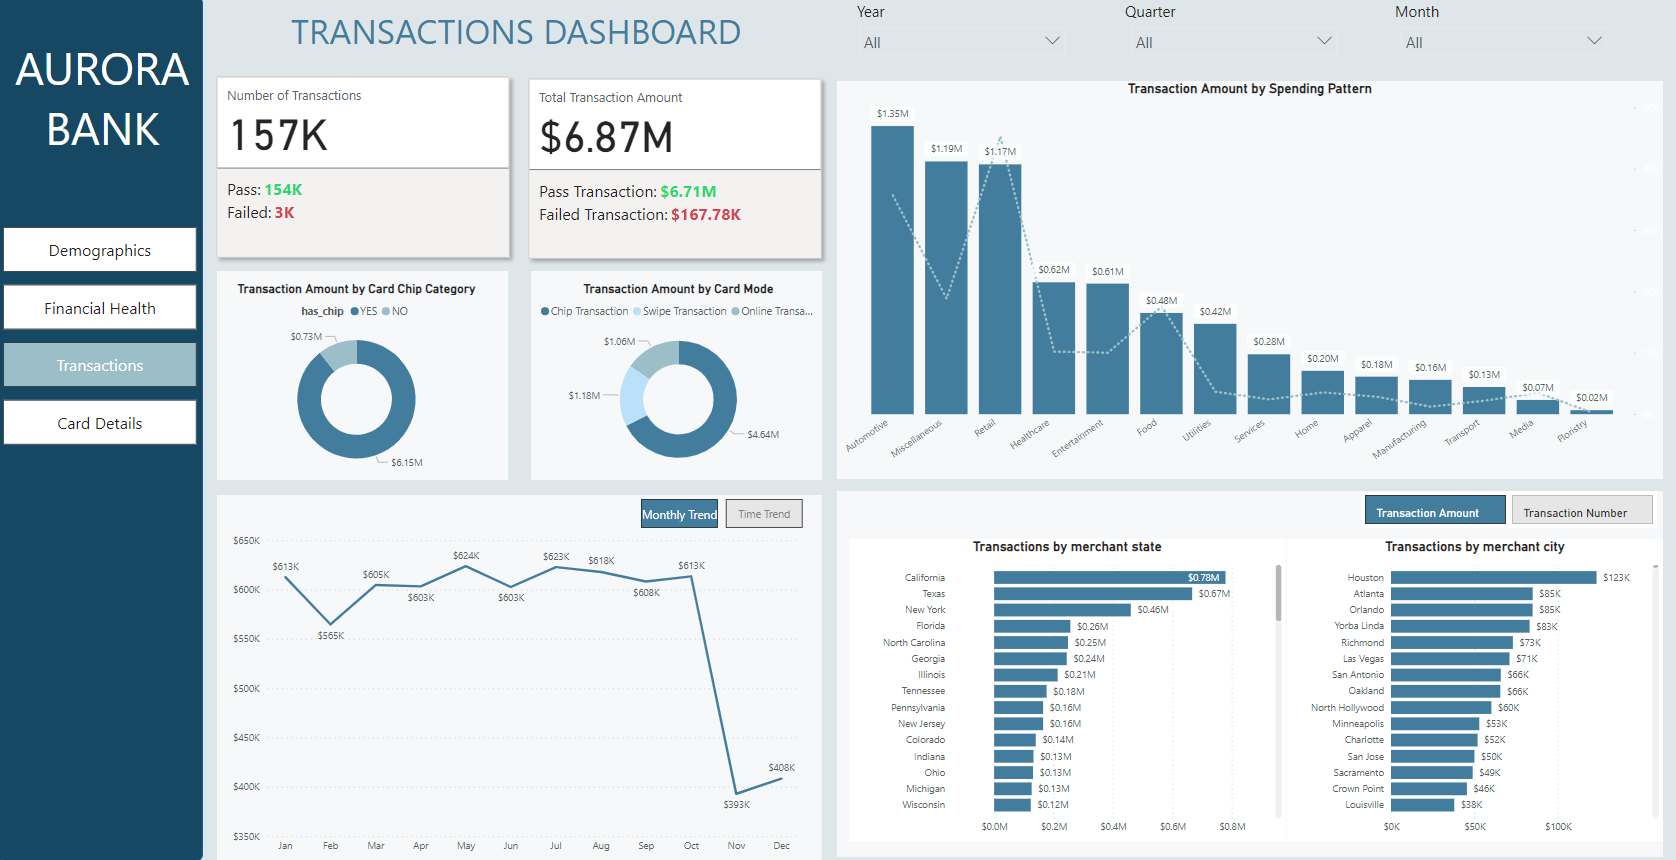 AURORA
BANK
Demographics
Financial Health
Transactions
Card Details
TRANSACTIONS DASHBOARD
Year
All
Quarter
All
Month
All
Number of Transactions
157K
Pass: 154K
Failed: 3K
Total Transaction Amount
$6.87M
Pass Transaction: $6.71M
Failed Transaction: $167.78K
Transaction Amount by Card Chip Category
has_chip YES NO
$0.73M
$6.15M
Transaction Amount by Card Mode
Chip Transaction Swipe Transaction Online Transa...
$1.06M
$1.18M
$4.64M
Transaction Amount by Spending Pattern
$1.35M
$1.19M
$1.17M
$0.62M
$0.61M
$0.48M
$0.42M
$0.28M
$0.20M
$0.18M
$0.16M
$0.13M
$0.07M
$0.02M
Automotive
Miscellaneous
Retail
Healthcare
Entertainment
Food
Utilities
Services
Home
Apparel
Manufacturing
Transport
Media
Floristry
Monthly Trend
Time Trend
$650K
$600K
$550K
$500K
$450K
$400K
$350K
$613K
$565K
$605K
$603K
$624K
$603K
$623K
$618K
$608K
$613K
$393K
$408K
Jan Feb Mar Apr May Jun Jul Aug Sep Oct Nov Dec
Transaction Amount
Transaction Number
Transactions by merchant state
California $0.78M
Texas $0.67M
New York $0.46M
Florida $0.26M
North Carolina $0.25M
Georgia $0.24M
Illinois $0.21M
Tennessee $0.18M
Pennsylvania $0.16M
New Jersey $0.16M
Colorado $0.14M
Indiana $0.13M
Ohio $0.13M
Michigan $0.13M
Wisconsin $0.12M
$0.0M $0.2M $0.4M $0.6M $0.8M
Transactions by merchant city
Houston $123K
Atlanta $85K
Orlando $85K
Yorba Linda $83K
Richmond $73K
Las Vegas $71K
San Antonio $66K
Oakland $66K
North Hollywood $60K
Minneapolis $53K
Charlotte $52K
San Jose $50K
Sacramento $49K
Crown Point $46K
Louisville $38K
$0K $50K $100K